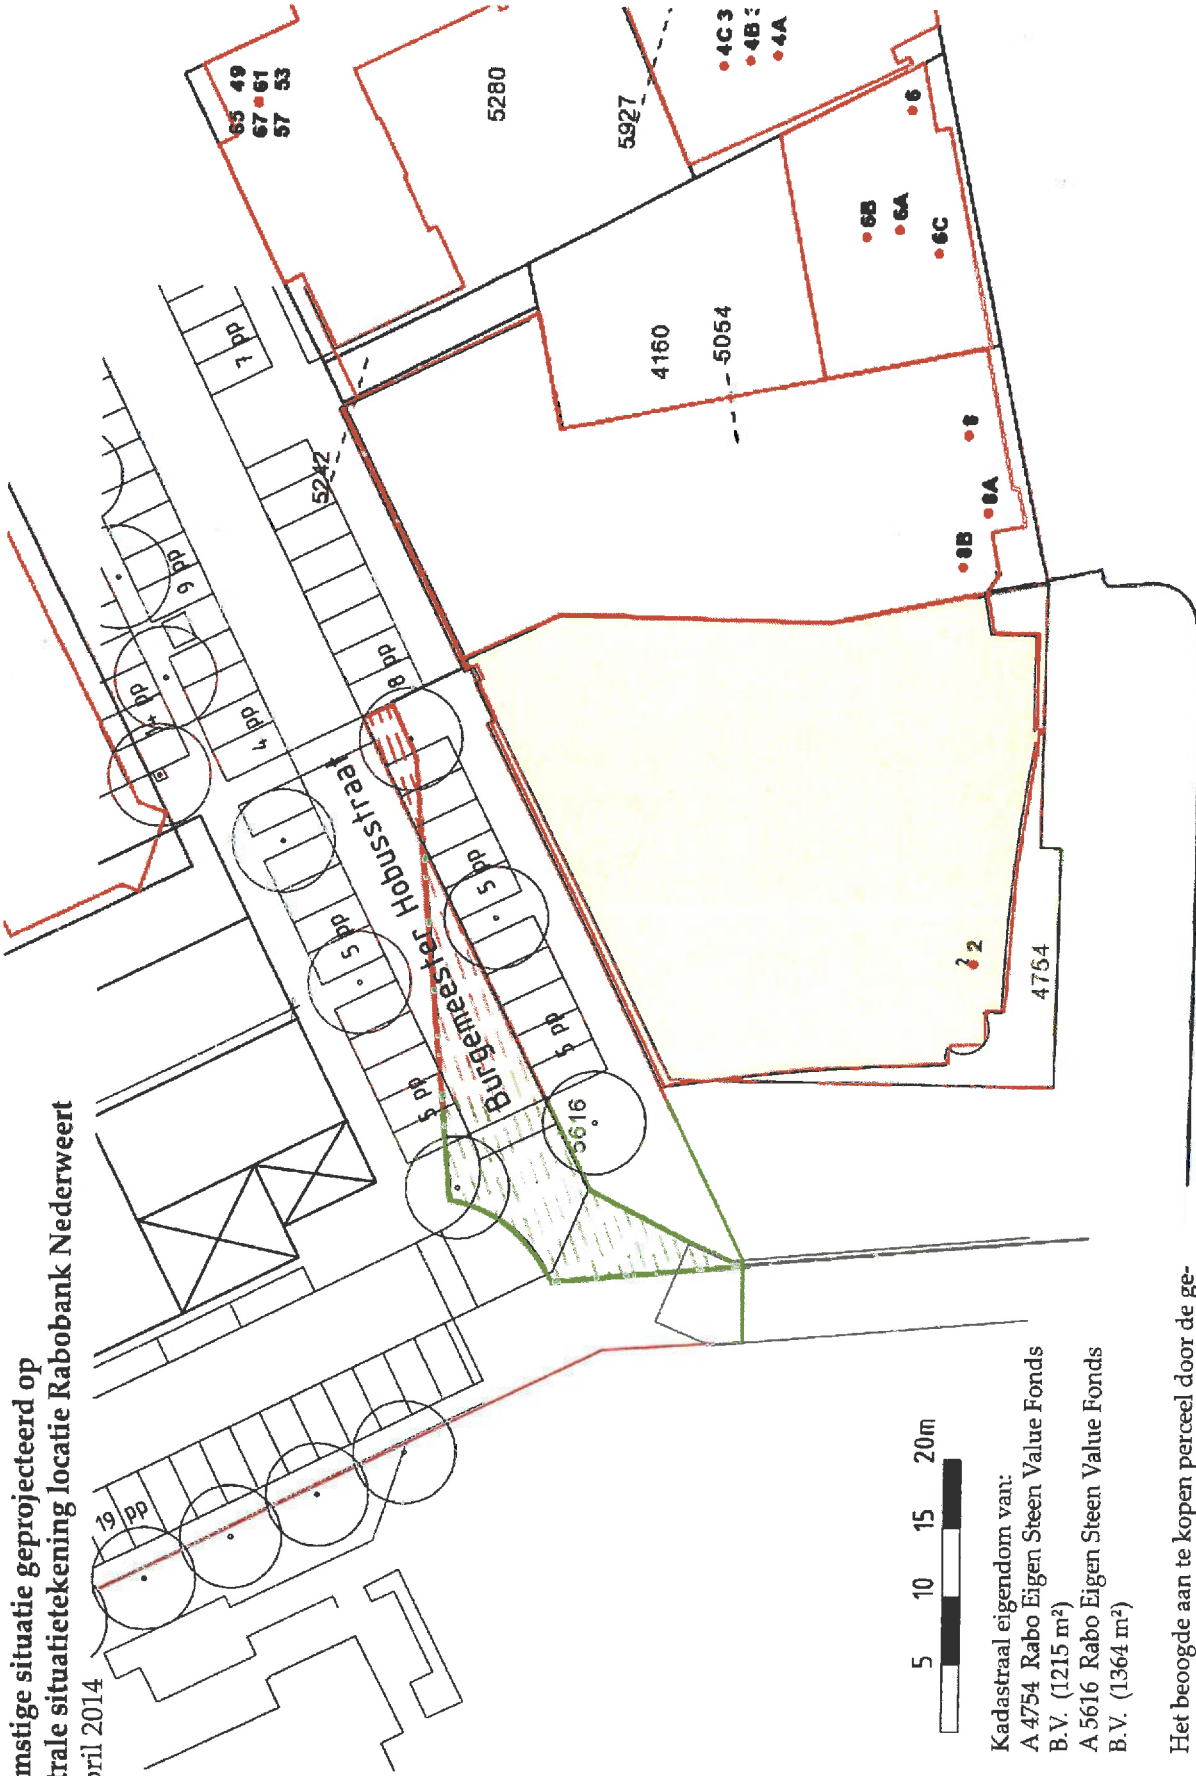 mstige situatie geprojecteerd op
trale situatietekening locatie Rabobank Nederweert
pril 2014
19 pp
5 pp
5 pp
5 pp
5 pp
4 pp
9 pp
8 pp
7 pp
Burgemeester Hobusstraat
5616
5242
65 49
67 61
57 53
5280
5927
4C 3
4B
4A
6
6B
6A
6C
4160
5054
8
8A
8B
2
2
4754
5 10 15 20m
Kadastraal eigendom van:
A 4754 Rabo Eigen Steen Value Fonds
B.V. (1215 m²)
A 5616 Rabo Eigen Steen Value Fonds
B.V. (1364 m²)
Het beoogde aan te kopen perceel door de ge-